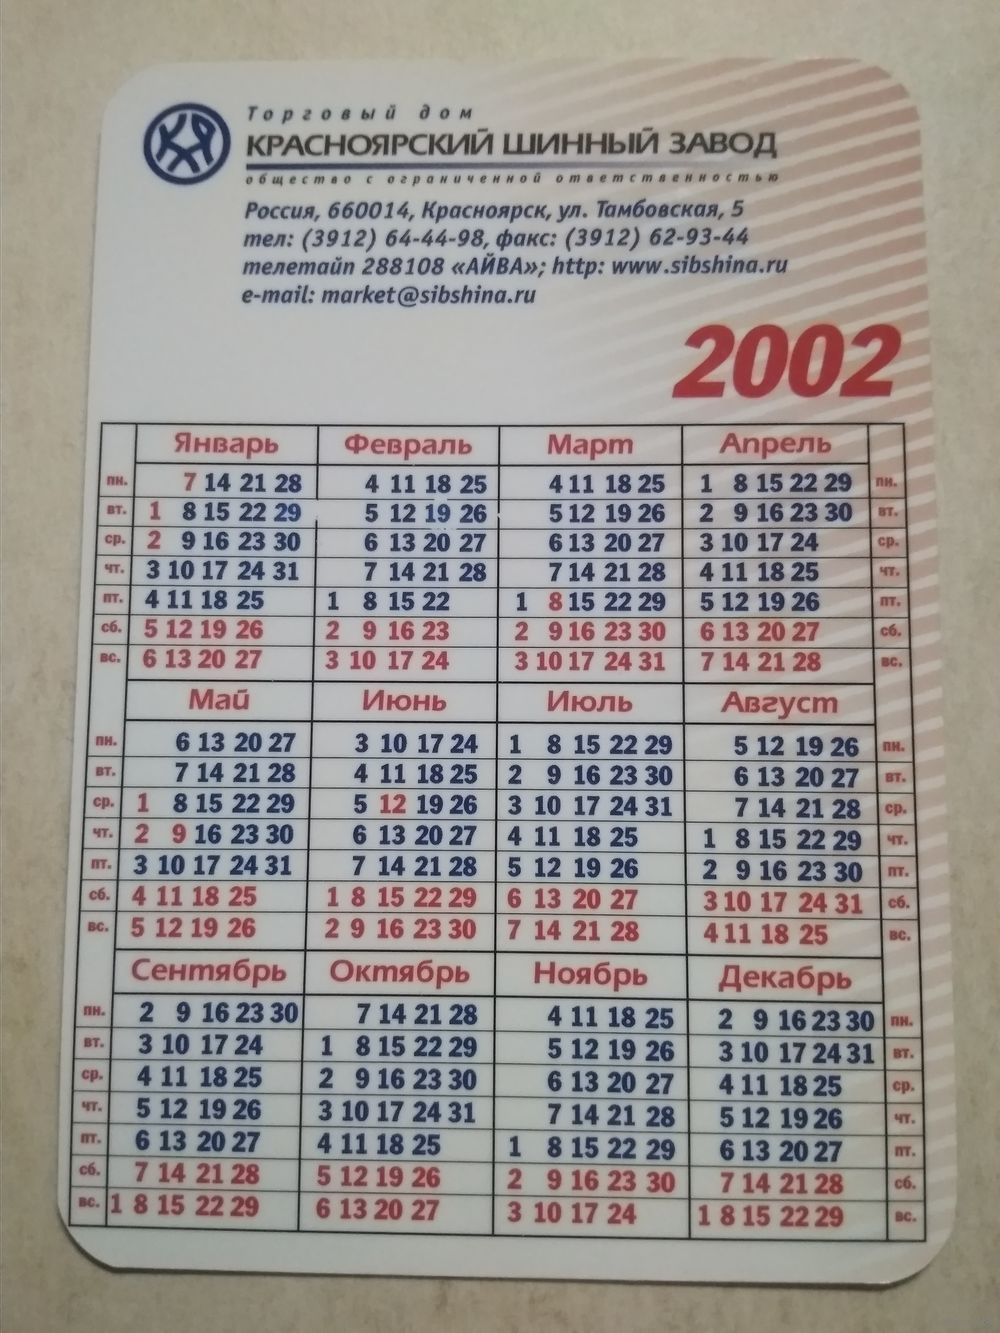 КШЯ
Торговый дом
КРАСНОЯРСКИЙ ШИННЫЙ ЗАВОД
общество с ограниченной ответственностью
Россия, 660014, Красноярск, ул. Тамбовская, 5
тел: (3912) 64-44-98, факс: (3912) 62-93-44
телетайп 288108 «АЙВА»; http: www.sibshina.ru
e-mail: market@sibshina.ru
2002
Январь Февраль Март Апрель
пн. 7 14 21 28 4 11 18 25 4 11 18 25 1 8 15 22 29 пн.
вт. 1 8 15 22 29 5 12 19 26 5 12 19 26 2 9 16 23 30 вт.
ср. 2 9 16 23 30 6 13 20 27 6 13 20 27 3 10 17 24 ср.
чт. 3 10 17 24 31 7 14 21 28 7 14 21 28 4 11 18 25 чт.
пт. 4 11 18 25 1 8 15 22 1 8 15 22 29 5 12 19 26 пт.
сб. 5 12 19 26 2 9 16 23 2 9 16 23 30 6 13 20 27 сб.
вс. 6 13 20 27 3 10 17 24 3 10 17 24 31 7 14 21 28 вс.
Май Июнь Июль Август
пн. 6 13 20 27 3 10 17 24 1 8 15 22 29 5 12 19 26 пн.
вт. 7 14 21 28 4 11 18 25 2 9 16 23 30 6 13 20 27 вт.
ср. 1 8 15 22 29 5 12 19 26 3 10 17 24 31 7 14 21 28 ср.
чт. 2 9 16 23 30 6 13 20 27 4 11 18 25 1 8 15 22 29 чт.
пт. 3 10 17 24 31 7 14 21 28 5 12 19 26 2 9 16 23 30 пт.
сб. 4 11 18 25 1 8 15 22 29 6 13 20 27 3 10 17 24 31 сб.
вс. 5 12 19 26 2 9 16 23 30 7 14 21 28 4 11 18 25 вс.
Сентябрь Октябрь Ноябрь Декабрь
пн. 2 9 16 23 30 7 14 21 28 4 11 18 25 2 9 16 23 30 пн.
вт. 3 10 17 24 1 8 15 22 29 5 12 19 26 3 10 17 24 31 вт.
ср. 4 11 18 25 2 9 16 23 30 6 13 20 27 4 11 18 25 ср.
чт. 5 12 19 26 3 10 17 24 31 7 14 21 28 5 12 19 26 чт.
пт. 6 13 20 27 4 11 18 25 1 8 15 22 29 6 13 20 27 пт.
сб. 7 14 21 28 5 12 19 26 2 9 16 23 30 7 14 21 28 сб.
вс. 1 8 15 22 29 6 13 20 27 3 10 17 24 1 8 15 22 29 вс.